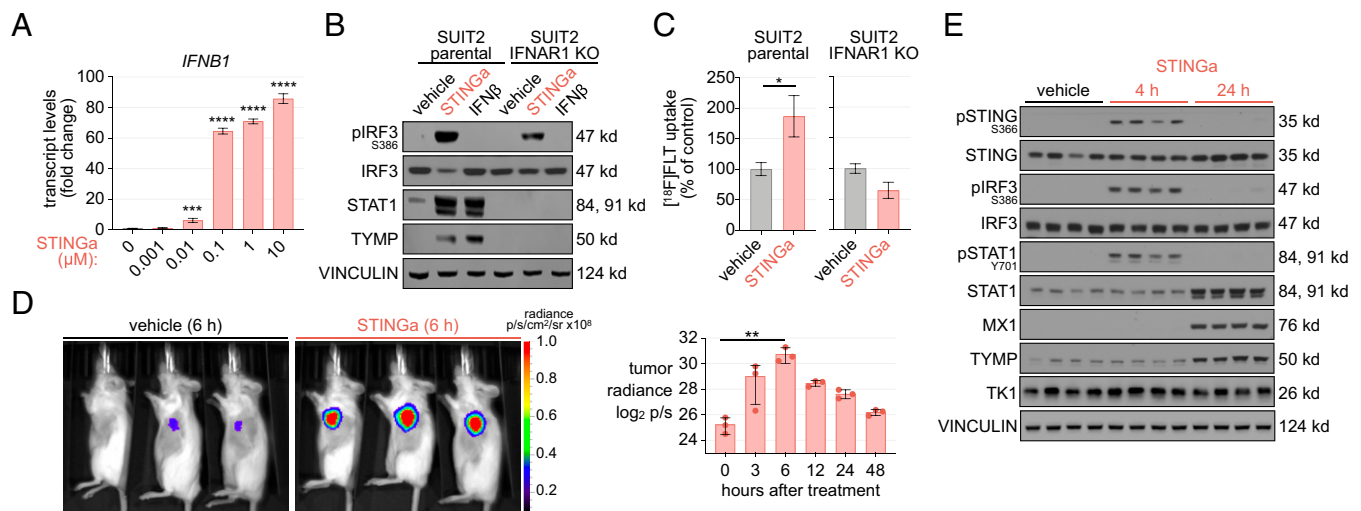 A
IFNB1
transcript levels
(fold change)
100
80
60
40
20
0
***
****
****
****
STINGa
(µM):
0
0.001
0.01
0.1
1
10
B
SUIT2
parental
SUIT2
IFNAR1 KO
vehicle
STINGa
IFNβ
vehicle
STINGa
IFNβ
pIRF3
S386
47 kd
IRF3
47 kd
STAT1
84, 91 kd
TYMP
50 kd
VINCULIN
124 kd
C
SUIT2
parental
SUIT2
IFNAR1 KO
[18F]FLT uptake
(% of control)
250
200
150
100
50
0
*
vehicle
STINGa
vehicle
STINGa
D
vehicle (6 h)
STINGa (6 h)
radiance
p/s/cm²/sr x10⁸
1.0
0.8
0.6
0.4
0.2
tumor
radiance
log₂ p/s
32
30
28
26
24
**
0
3
6
12
24
48
hours after treatment
E
STINGa
vehicle
4 h
24 h
pSTING
S366
35 kd
STING
35 kd
pIRF3
S386
47 kd
IRF3
47 kd
pSTAT1
Y701
84, 91 kd
STAT1
84, 91 kd
MX1
76 kd
TYMP
50 kd
TK1
26 kd
VINCULIN
124 kd